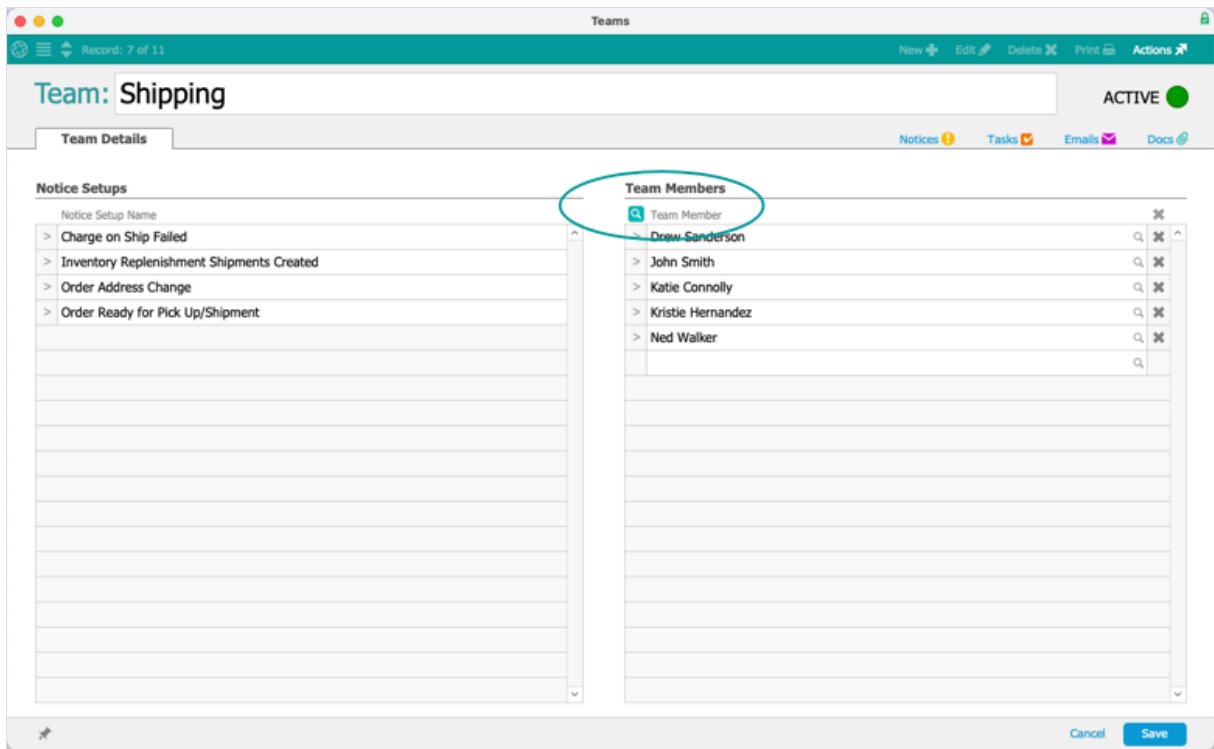 Teams
Record: 7 of 11
New Edit Delete Print Actions
Team: Shipping
ACTIVE
Team Details
Notices Tasks Emails Docs
Notice Setups
Notice Setup Name
> Charge on Ship Failed
> Inventory Replenishment Shipments Created
> Order Address Change
> Order Ready for Pick Up/Shipment
Team Members
Team Member
> Drew Sanderson
> John Smith
> Katie Connolly
> Kristie Hernandez
> Ned Walker
Cancel Save